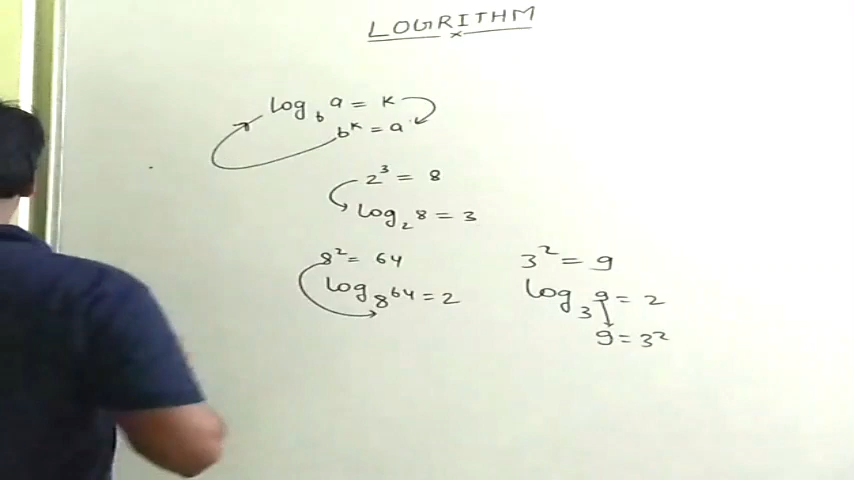 LOGRITHM
log_b a = k
b^k = a
2^3 = 8
log_2 8 = 3
8^2 = 64
log_8 64 = 2
3^2 = 9
log_3 9 = 2
9 = 3^2